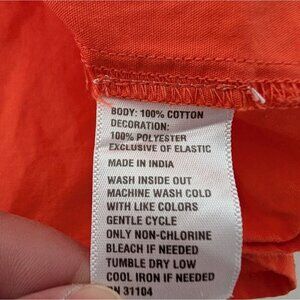 BODY: 100% COTTON
DECORATION:
100% POLYESTER
EXCLUSIVE OF ELASTIC
MADE IN INDIA
WASH INSIDE OUT
MACHINE WASH COLD
WITH LIKE COLORS
GENTLE CYCLE
ONLY NON-CHLORINE
BLEACH IF NEEDED
TUMBLE DRY LOW
COOL IRON IF NEEDED
RN 31104